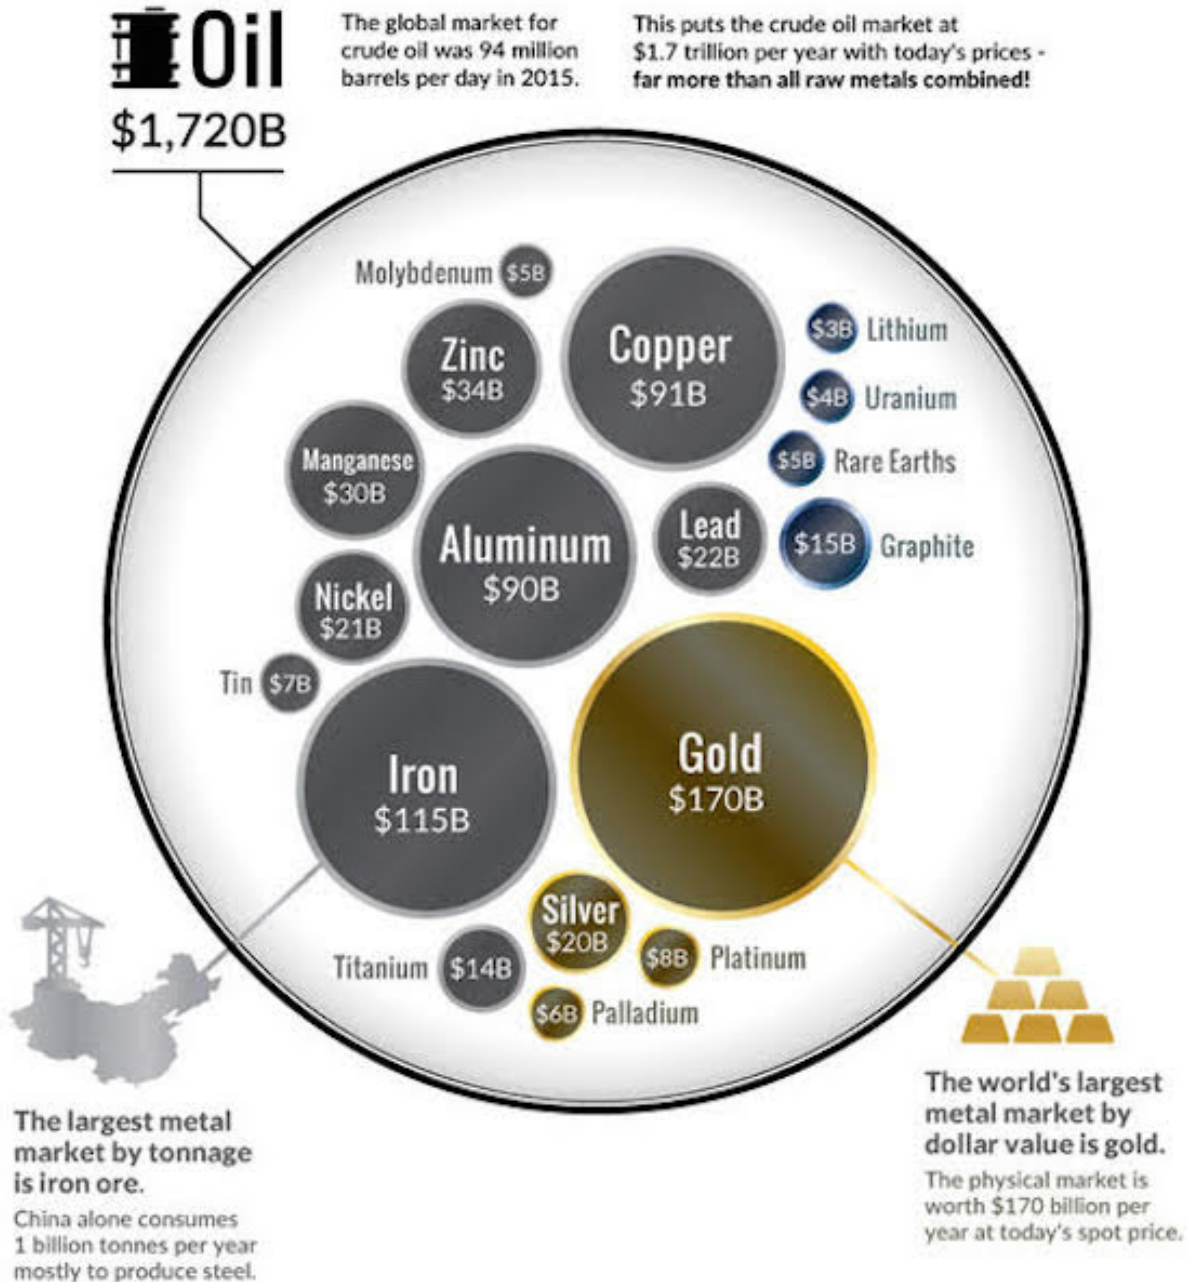 Oil
$1,720B
The global market for
crude oil was 94 million
barrels per day in 2015.
This puts the crude oil market at
$1.7 trillion per year with today's prices -
far more than all raw metals combined!
Molybdenum $5B
Zinc
$34B
Copper
$91B
$3B Lithium
$4B Uranium
$5B Rare Earths
Manganese
$30B
Aluminum
$90B
Lead
$22B
$15B Graphite
Nickel
$21B
Tin $7B
Iron
$115B
Gold
$170B
Silver
$20B
Titanium $14B
$8B Platinum
$6B Palladium
The largest metal
market by tonnage
is iron ore.
China alone consumes
1 billion tonnes per year
mostly to produce steel.
The world's largest
metal market by
dollar value is gold.
The physical market is
worth $170 billion per
year at today's spot price.